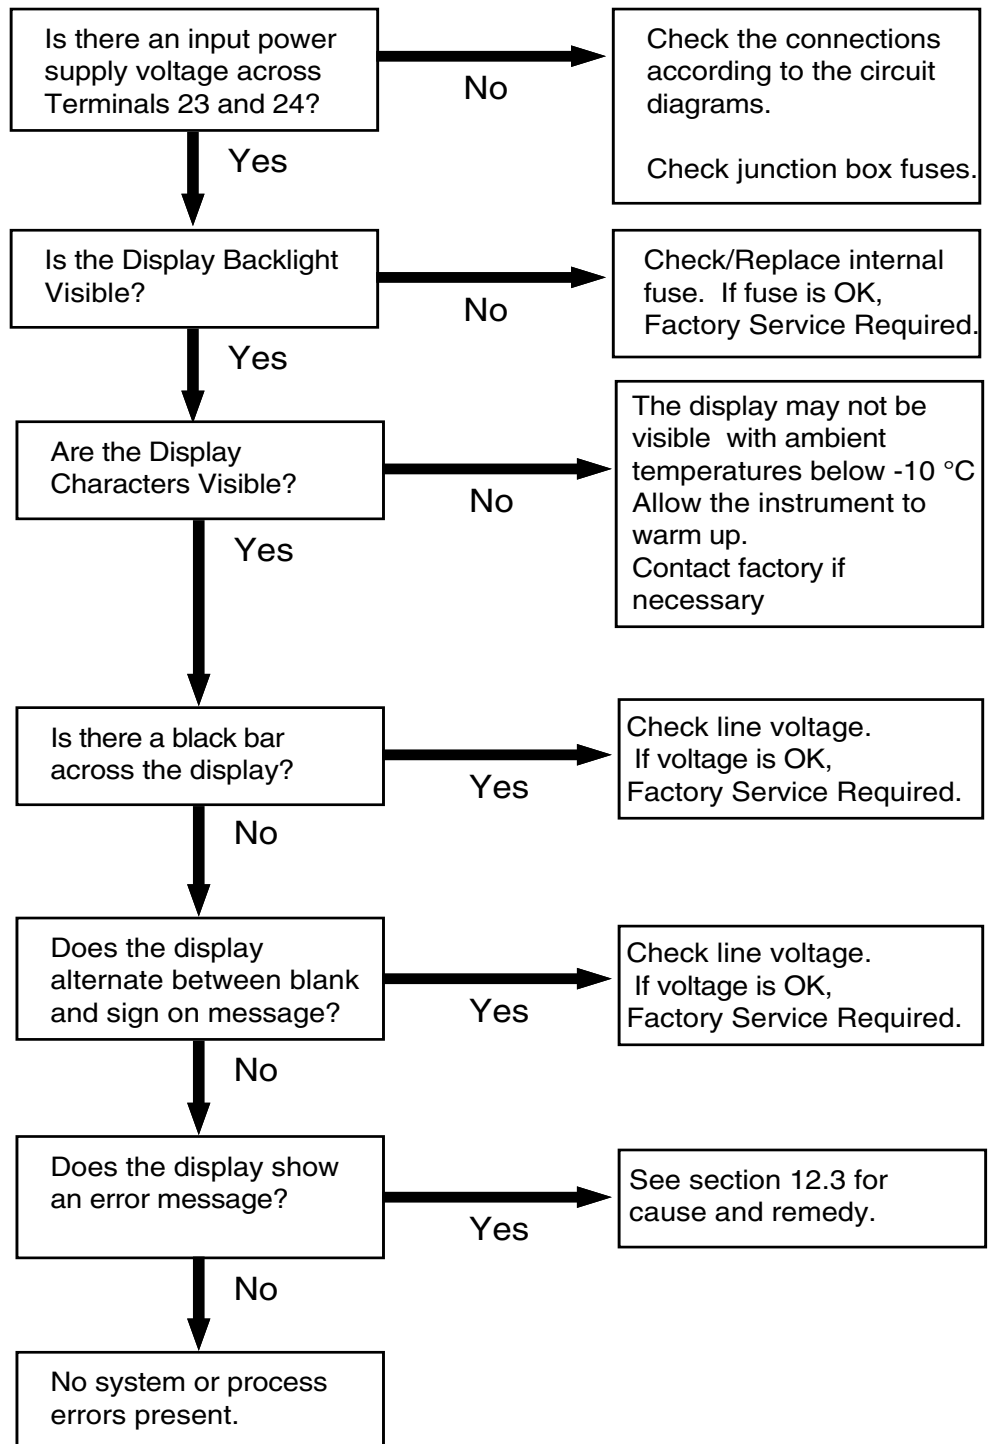 Is there an input power
supply voltage across
Terminals 23 and 24?
No
Check the connections
according to the circuit
diagrams.
Check junction box fuses.
Yes
Is the Display Backlight
Visible?
No
Check/Replace internal
fuse. If fuse is OK,
Factory Service Required.
Yes
Are the Display
Characters Visible?
No
The display may not be
visible with ambient
temperatures below -10 °C
Allow the instrument to
warm up.
Contact factory if
necessary
Yes
Is there a black bar
across the display?
Yes
Check line voltage.
If voltage is OK,
Factory Service Required.
No
Does the display
alternate between blank
and sign on message?
Yes
Check line voltage.
If voltage is OK,
Factory Service Required.
No
Does the display show
an error message?
Yes
See section 12.3 for
cause and remedy.
No
No system or process
errors present.